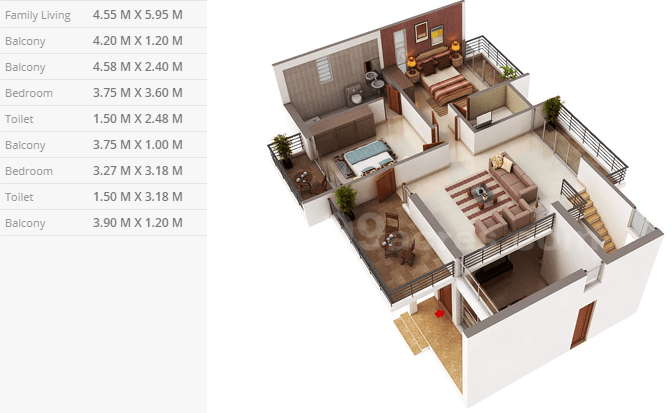 Family Living 4.55 M X 5.95 M
Balcony 4.20 M X 1.20 M
Balcony 4.58 M X 2.40 M
Bedroom 3.75 M X 3.60 M
Toilet 1.50 M X 2.48 M
Balcony 3.75 M X 1.00 M
Bedroom 3.27 M X 3.18 M
Toilet 1.50 M X 3.18 M
Balcony 3.90 M X 1.20 M